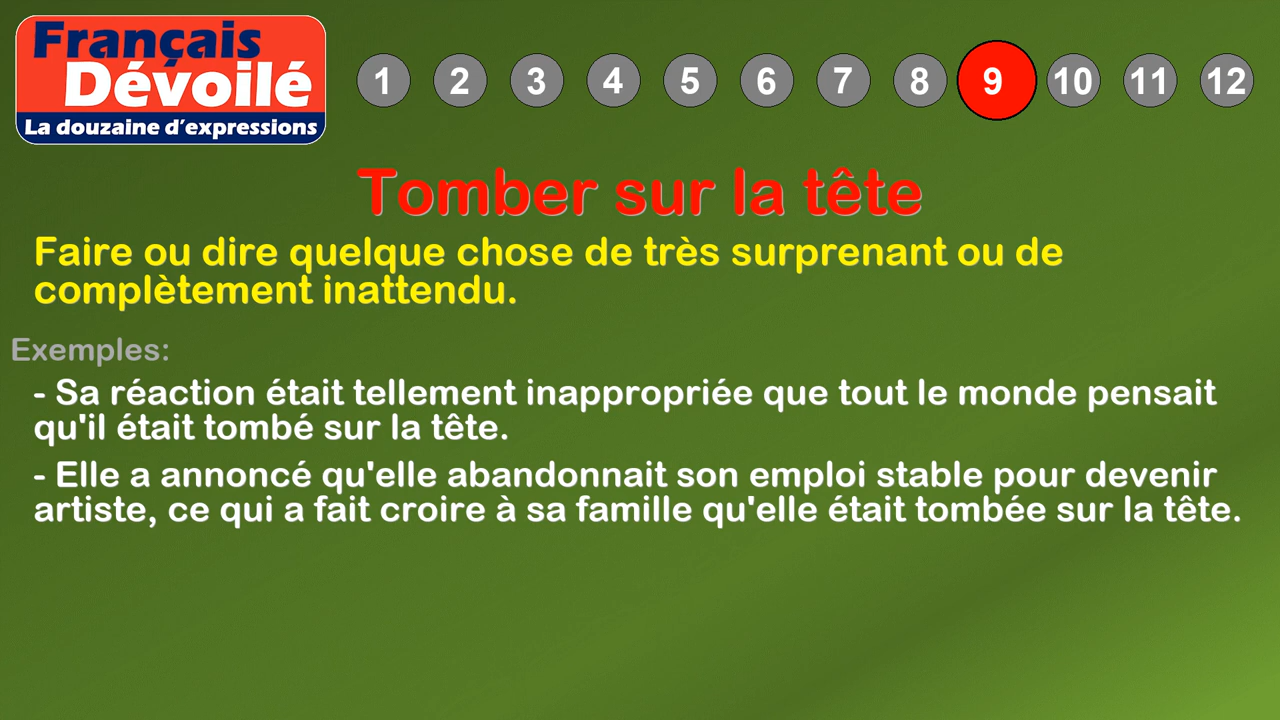 Français
Dévoilé
La douzaine d'expressions
1 2 3 4 5 6 7 8 9 10 11 12
Tomber sur la tête
Faire ou dire quelque chose de très surprenant ou de
complètement inattendu.
Exemples:
- Sa réaction était tellement inappropriée que tout le monde pensait
qu'il était tombé sur la tête.
- Elle a annoncé qu'elle abandonnait son emploi stable pour devenir
artiste, ce qui a fait croire à sa famille qu'elle était tombée sur la tête.